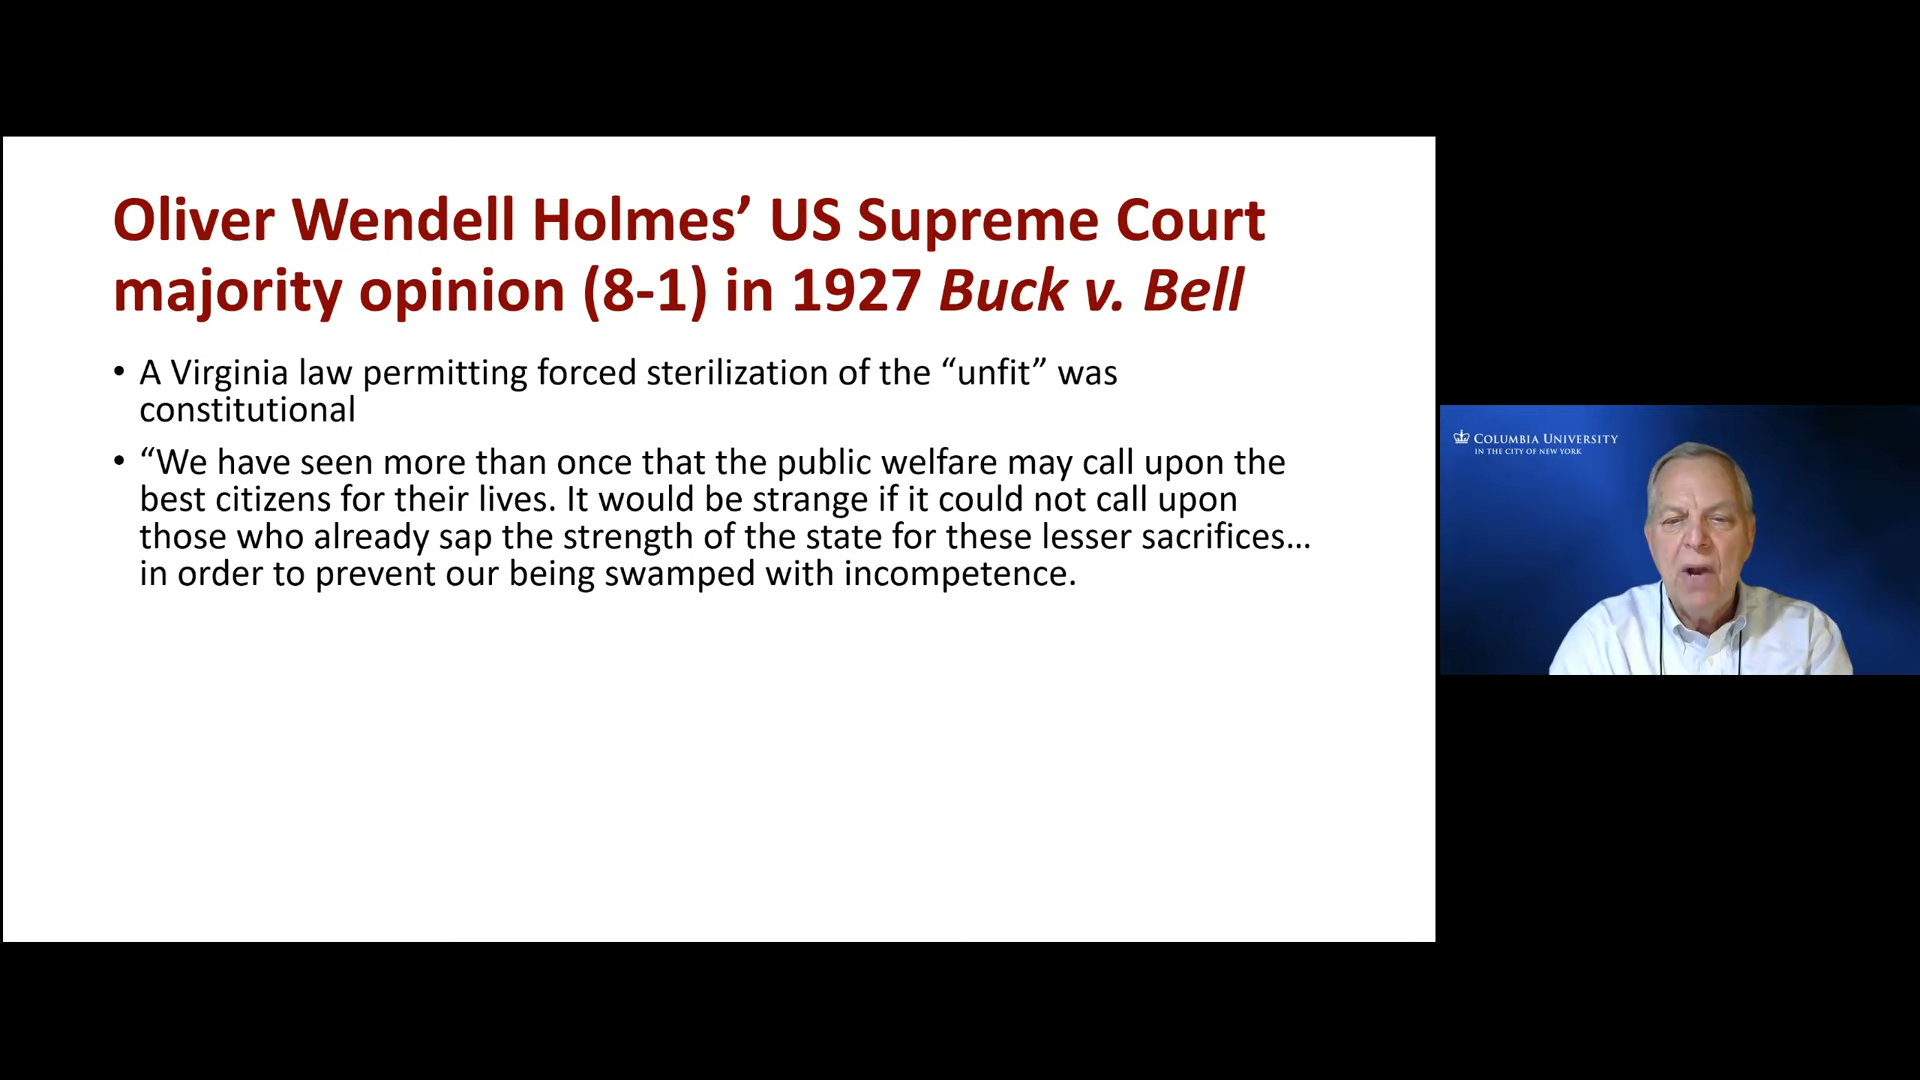 Oliver Wendell Holmes’ US Supreme Court
majority opinion (8-1) in 1927 Buck v. Bell
• A Virginia law permitting forced sterilization of the “unfit” was
constitutional
• “We have seen more than once that the public welfare may call upon the
best citizens for their lives. It would be strange if it could not call upon
those who already sap the strength of the state for these lesser sacrifices…
in order to prevent our being swamped with incompetence.
COLUMBIA UNIVERSITY
IN THE CITY OF NEW YORK